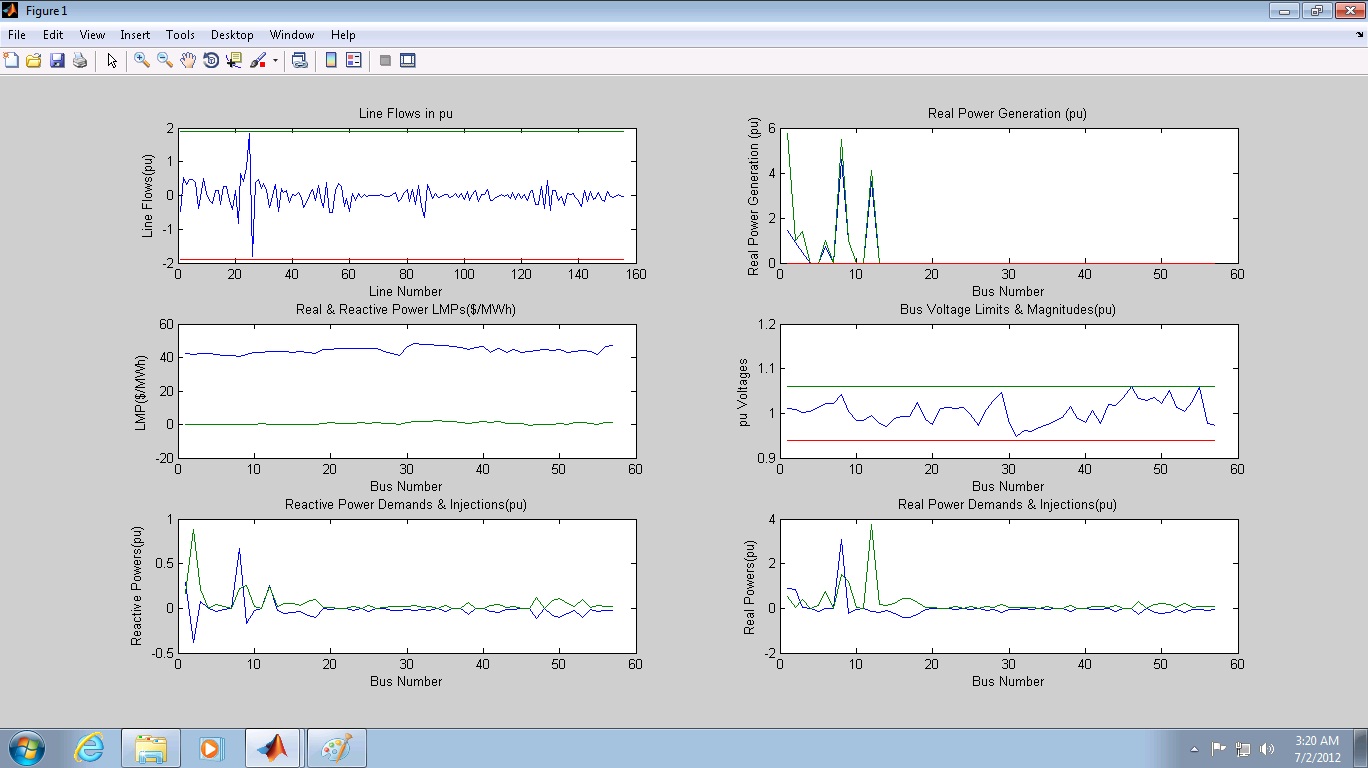 Figure 1
File Edit View Insert Tools Desktop Window Help
Line Flows in pu
Line Flows(pu)
2
1
0
-1
-2
0 20 40 60 80 100 120 140 160
Line Number
Real Power Generation (pu)
Real Power Generation (pu)
6
4
2
0
0 10 20 30 40 50 60
Bus Number
Real & Reactive Power LMPs($/MWh)
LMP($/MWh)
60
40
20
0
-20
0 10 20 30 40 50 60
Bus Number
Bus Voltage Limits & Magnitudes(pu)
pu Voltages
1.2
1.1
1
0.9
0 10 20 30 40 50 60
Bus Number
Reactive Power Demands & Injections(pu)
Reactive Powers(pu)
1
0.5
0
-0.5
0 10 20 30 40 50 60
Bus Number
Real Power Demands & Injections(pu)
Real Powers(pu)
4
2
0
-2
0 10 20 30 40 50 60
Bus Number
3:20 AM
7/2/2012